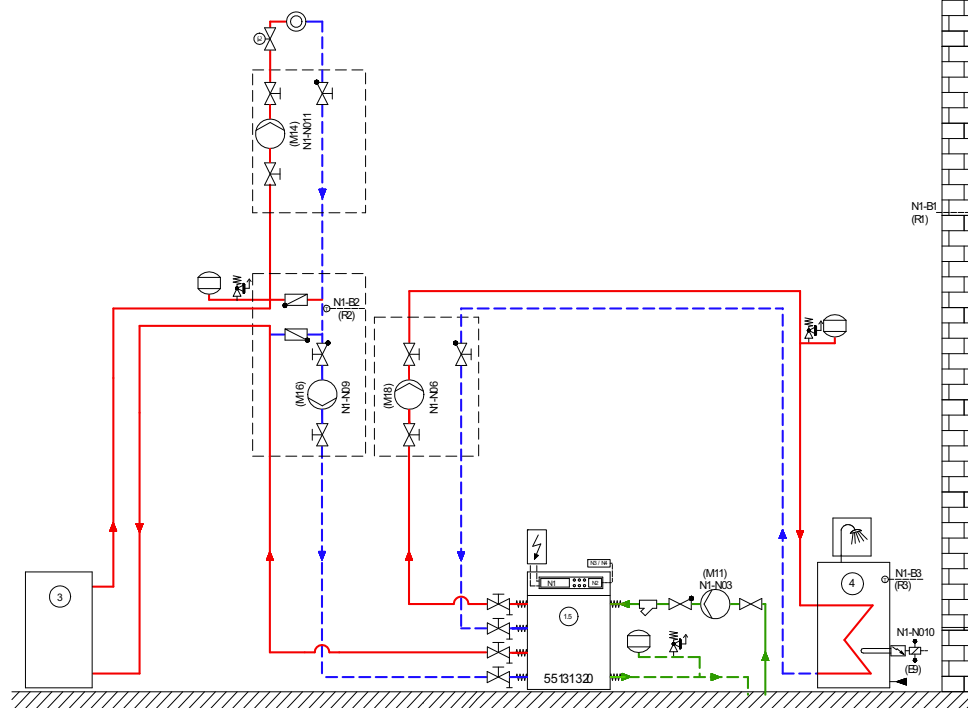 (M14)
N1-N011
N1-B1
(R1)
N1-B2
(R2)
(M16)
N1-N09
(M18)
N1-N06
N3 / N4
N1
N2
(M11)
N1-N03
N1-B3
(R3)
3
1.5
4
N1-N010
(E9)
55131320